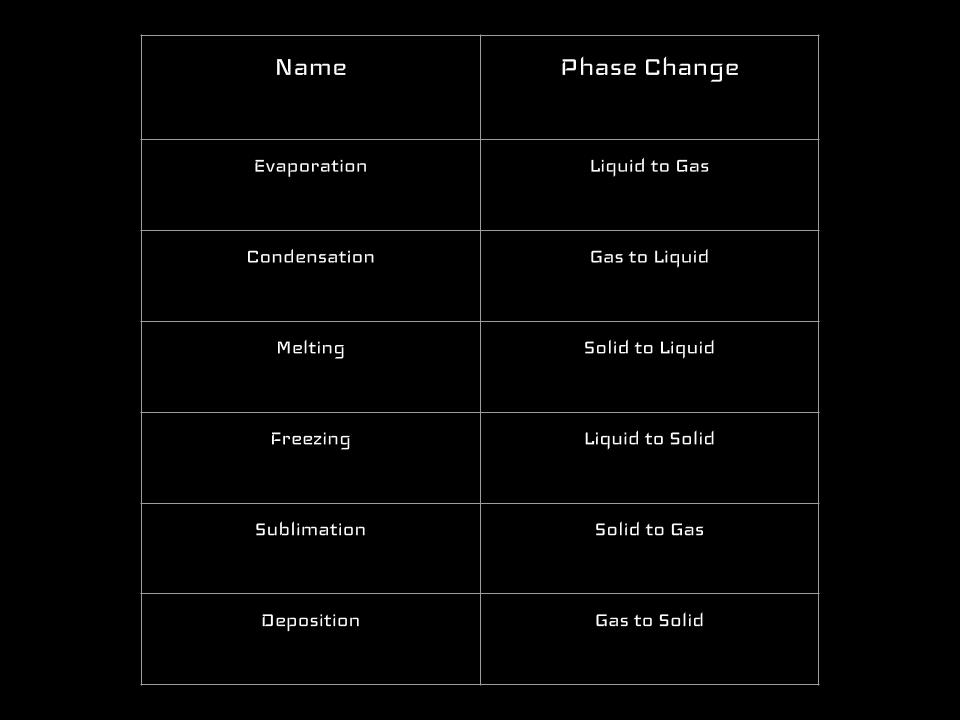 Name Phase Change
Evaporation Liquid to Gas
Condensation Gas to Liquid
Melting Solid to Liquid
Freezing Liquid to Solid
Sublimation Solid to Gas
Deposition Gas to Solid